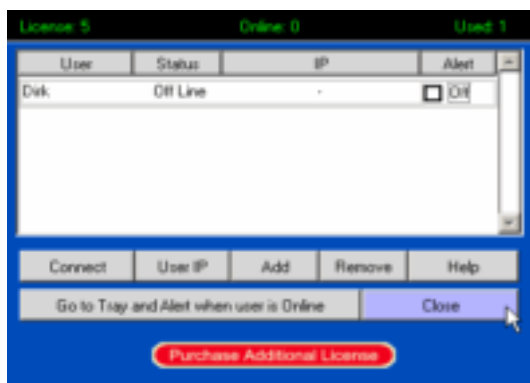 License: 5 Online: 0 Used: 1
User Status IP Alert
Dirk Off Line - Off
Connect User IP Add Remove Help
Go to Tray and Alert when user is Online Close
Purchase Additional License